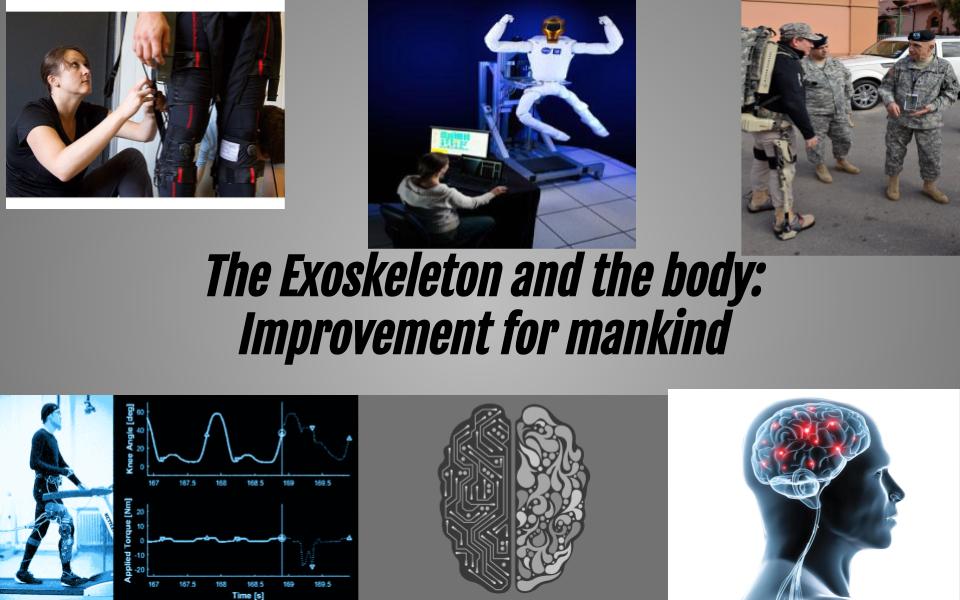 The Exoskeleton and the body:
Improvement for mankind
Knee Angle [deg]
60
40
20
0
167 167.5 168 168.5 169 169.5
Applied Torque [Nm]
20
10
0
-10
-20
167 167.5 168 168.5 169 169.5
Time [s]